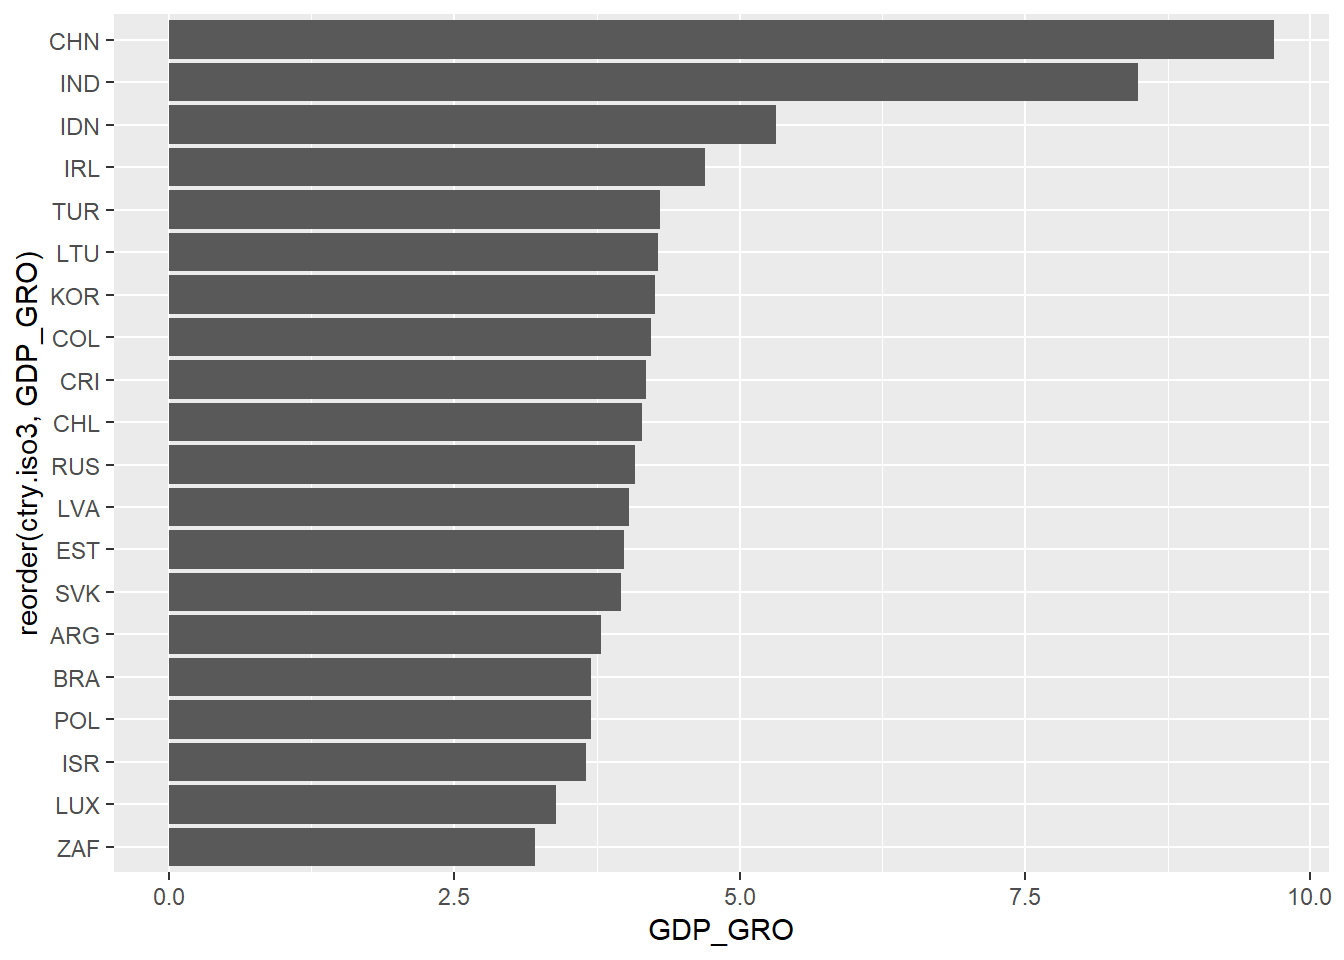 CHN
IND
IDN
IRL
TUR
LTU
KOR
COL
CRI
CHL
RUS
LVA
EST
SVK
ARG
BRA
POL
ISR
LUX
ZAF
reorder(ctry.iso3, GDP_GRO)
0.0 2.5 5.0 7.5 10.0
GDP_GRO